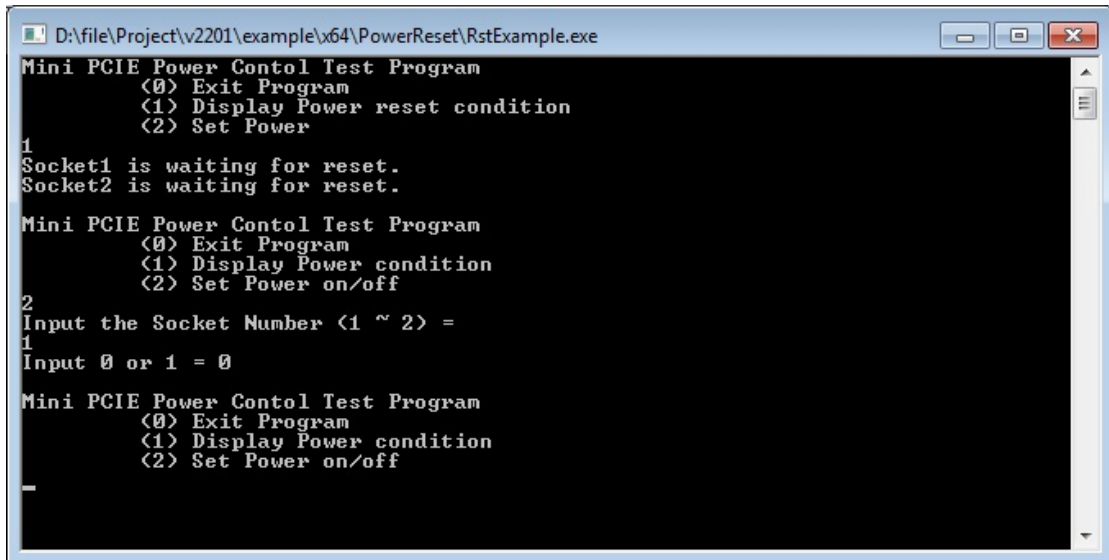 D:\file\Project\v2201\example\x64\PowerReset\RstExample.exe
Mini PCIE Power Contol Test Program
(0) Exit Program
(1) Display Power reset condition
(2) Set Power
1
Socket1 is waiting for reset.
Socket2 is waiting for reset.
Mini PCIE Power Contol Test Program
(0) Exit Program
(1) Display Power condition
(2) Set Power on/off
2
Input the Socket Number (1 ~ 2) =
1
Input 0 or 1 = 0
Mini PCIE Power Contol Test Program
(0) Exit Program
(1) Display Power condition
(2) Set Power on/off